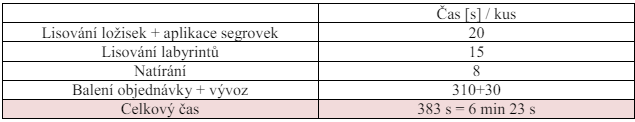 Čas [s] / kus
Lisování ložisek + aplikace segrovek 20
Lisování labyrintů 15
Natírání 8
Balení objednávky + vývoz 310+30
Celkový čas 383 s = 6 min 23 s